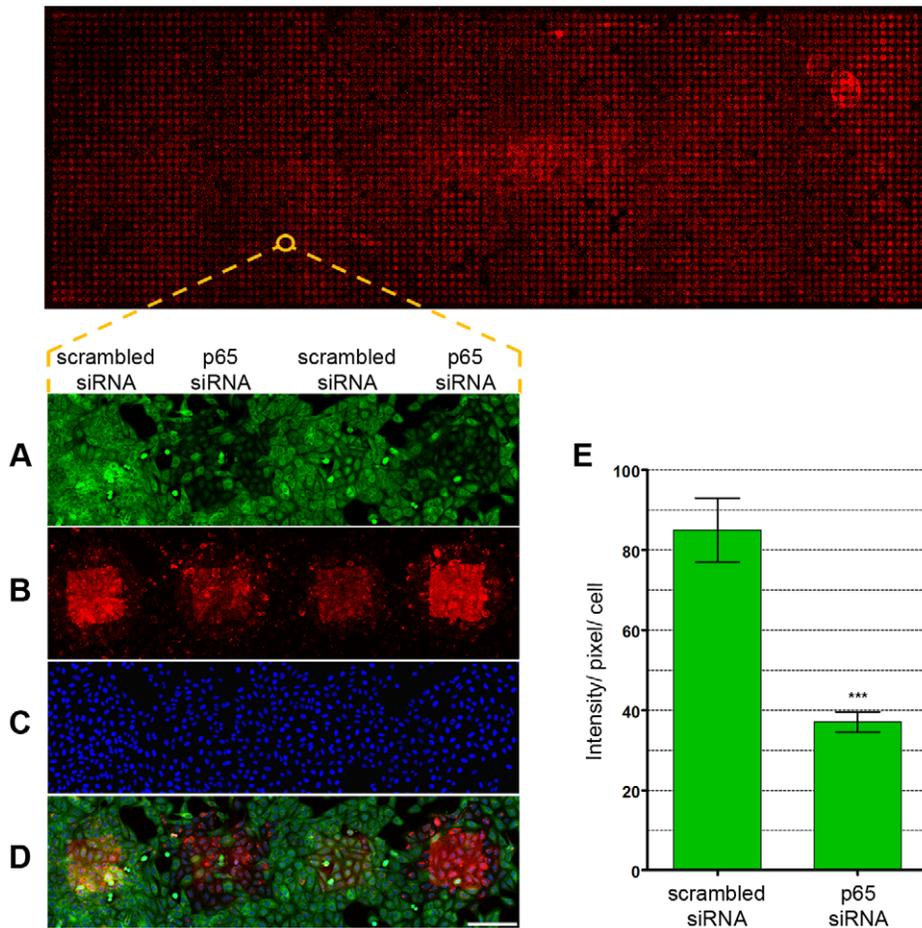 scrambled
siRNA
p65
siRNA
scrambled
siRNA
p65
siRNA
A
B
C
D
E
100
80
60
40
20
0
Intensity/ pixel/ cell
***
scrambled
siRNA
p65
siRNA